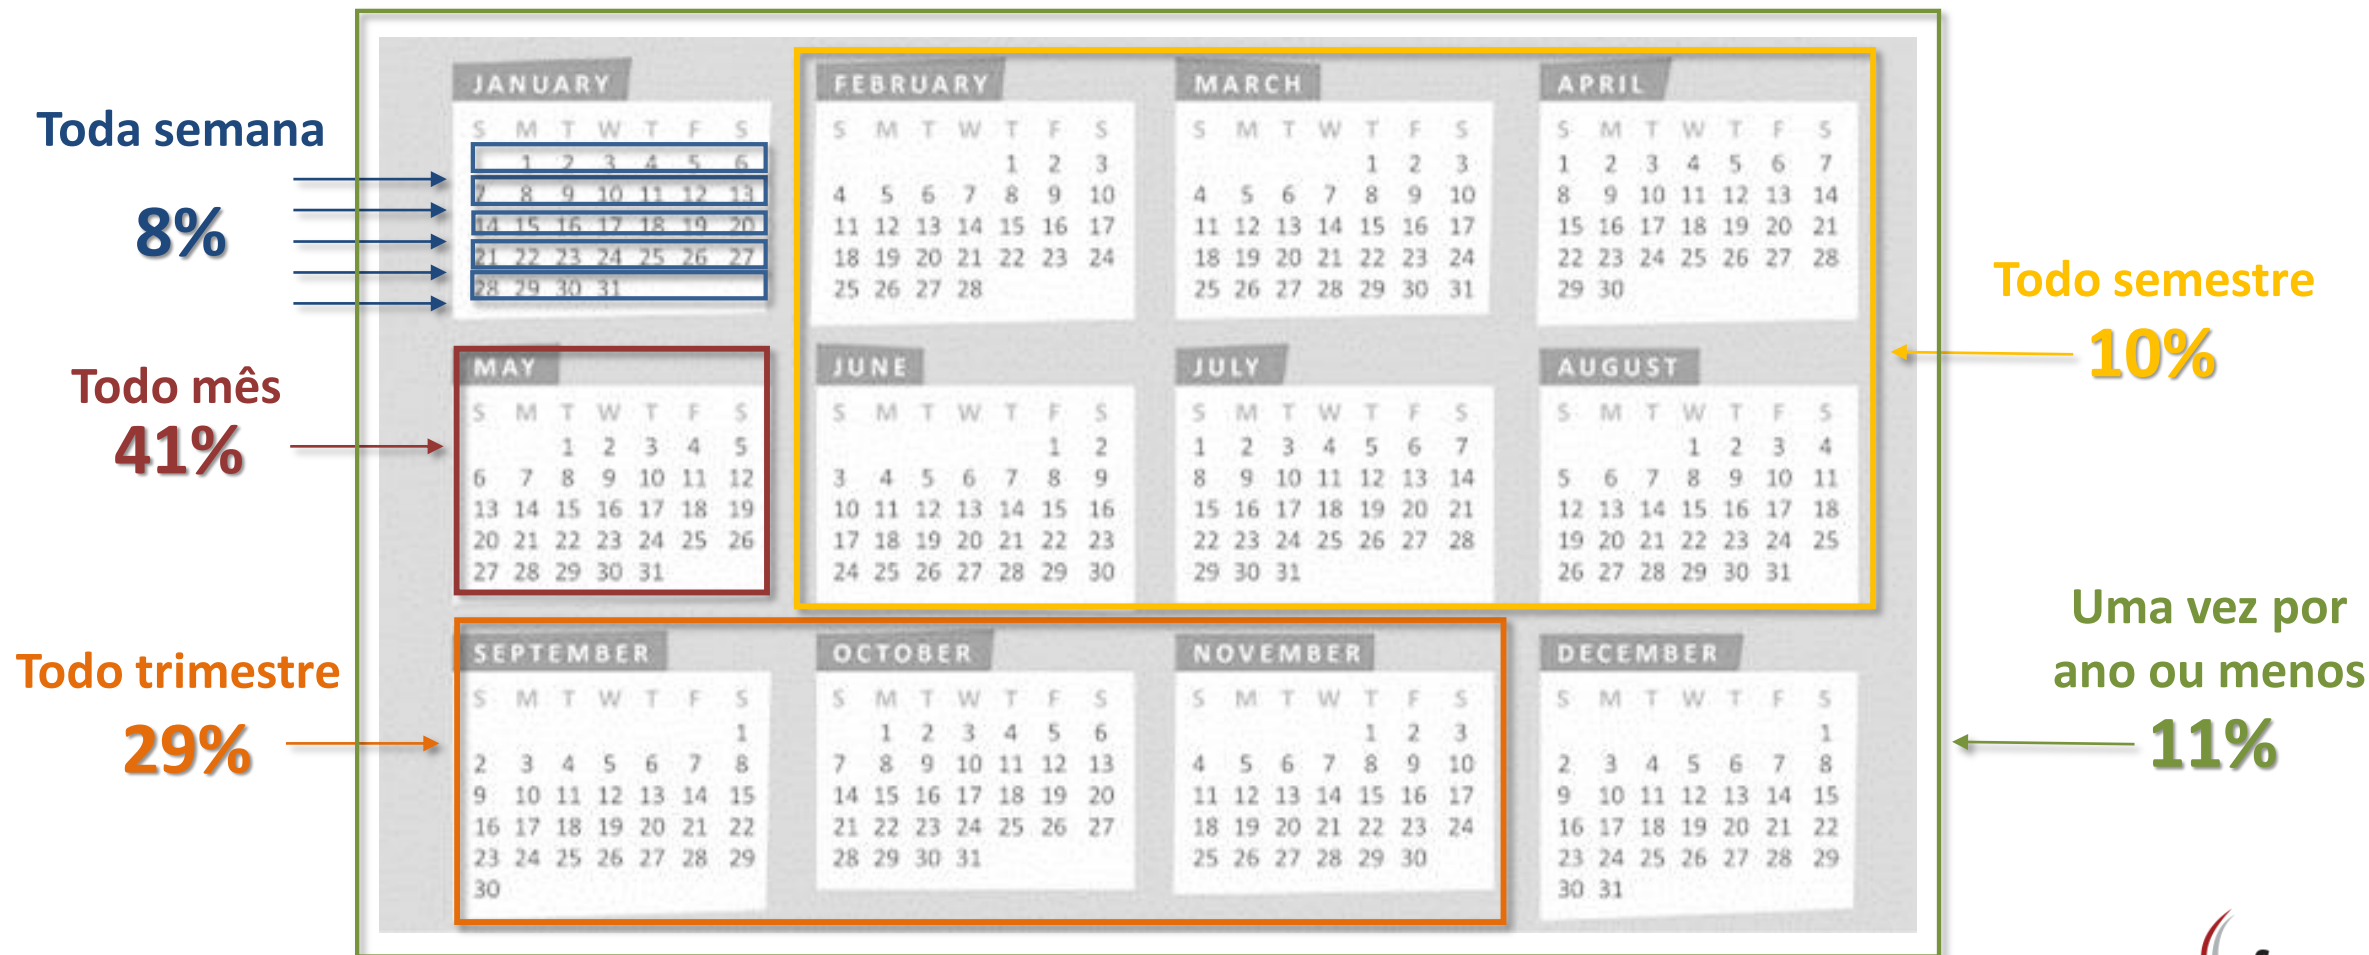 Toda semana
8%
Todo mês
41%
Todo trimestre
29%
JANUARY
S M T W T F S
1 2 3 4 5 6
7 8 9 10 11 12 13
14 15 16 17 18 19 20
21 22 23 24 25 26 27
28 29 30 31
FEBRUARY
S M T W T F S
1 2 3
4 5 6 7 8 9 10
11 12 13 14 15 16 17
18 19 20 21 22 23 24
25 26 27 28
MARCH
S M T W T F S
1 2 3
4 5 6 7 8 9 10
11 12 13 14 15 16 17
18 19 20 21 22 23 24
25 26 27 28 29 30 31
APRIL
S M T W T F S
1 2 3 4 5 6 7
8 9 10 11 12 13 14
15 16 17 18 19 20 21
22 23 24 25 26 27 28
29 30
MAY
S M T W T F S
1 2 3 4 5
6 7 8 9 10 11 12
13 14 15 16 17 18 19
20 21 22 23 24 25 26
27 28 29 30 31
JUNE
S M T W T F S
1 2
3 4 5 6 7 8 9
10 11 12 13 14 15 16
17 18 19 20 21 22 23
24 25 26 27 28 29 30
JULY
S M T W T F S
1 2 3 4 5 6 7
8 9 10 11 12 13 14
15 16 17 18 19 20 21
22 23 24 25 26 27 28
29 30 31
AUGUST
S M T W T F S
1 2 3 4
5 6 7 8 9 10 11
12 13 14 15 16 17 18
19 20 21 22 23 24 25
26 27 28 29 30 31
SEPTEMBER
S M T W T F S
1
2 3 4 5 6 7 8
9 10 11 12 13 14 15
16 17 18 19 20 21 22
23 24 25 26 27 28 29
30
OCTOBER
S M T W T F S
1 2 3 4 5 6
7 8 9 10 11 12 13
14 15 16 17 18 19 20
21 22 23 24 25 26 27
28 29 30 31
NOVEMBER
S M T W T F S
1 2 3
4 5 6 7 8 9 10
11 12 13 14 15 16 17
18 19 20 21 22 23 24
25 26 27 28 29 30
DECEMBER
S M T W T F S
1
2 3 4 5 6 7 8
9 10 11 12 13 14 15
16 17 18 19 20 21 22
23 24 25 26 27 28 29
30 31
Todo semestre
10%
Uma vez por
ano ou menos
11%